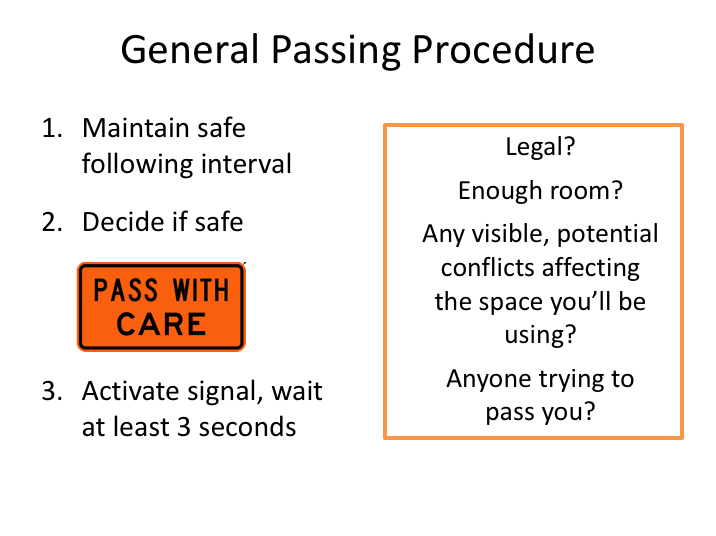 General Passing Procedure
1. Maintain safe
following interval
2. Decide if safe
PASS WITH
CARE
3. Activate signal, wait
at least 3 seconds
Legal?
Enough room?
Any visible, potential
conflicts affecting
the space you’ll be
using?
Anyone trying to
pass you?